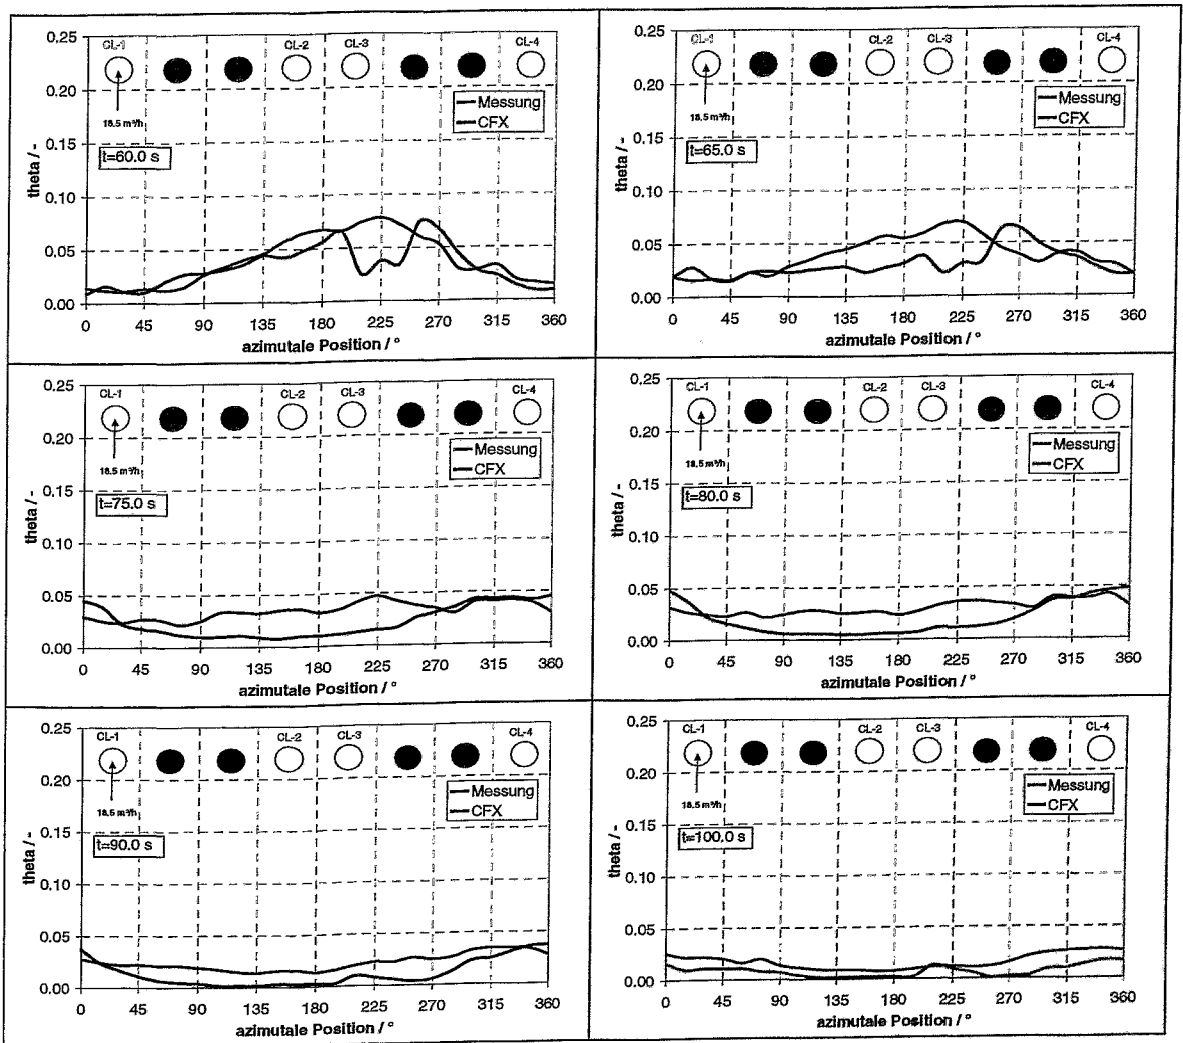 0.25
0.20
0.15
0.10
0.05
0.00
theta / -
CL-1
CL-2
CL-3
CL-4
18.5 m³/h
Messung
CFX
t=60.0 s
0 45 90 135 180 225 270 315 360
azimutale Position / °
0.25
0.20
0.15
0.10
0.05
0.00
theta / -
CL-1
CL-2
CL-3
CL-4
18.5 m³/h
Messung
CFX
t=65.0 s
0 45 90 135 180 225 270 315 360
azimutale Position / °
0.25
0.20
0.15
0.10
0.05
0.00
theta / -
CL-1
CL-2
CL-3
CL-4
18.5 m³/h
Messung
CFX
t=75.0 s
0 45 90 135 180 225 270 315 360
azimutale Position / °
0.25
0.20
0.15
0.10
0.05
0.00
theta / -
CL-1
CL-2
CL-3
CL-4
18.5 m³/h
Messung
CFX
t=80.0 s
0 45 90 135 180 225 270 315 360
azimutale Position / °
0.25
0.20
0.15
0.10
0.05
0.00
theta / -
CL-1
CL-2
CL-3
CL-4
18.5 m³/h
Messung
CFX
t=90.0 s
0 45 90 135 180 225 270 315 360
azimutale Position / °
0.25
0.20
0.15
0.10
0.05
0.00
theta / -
CL-1
CL-2
CL-3
CL-4
18.5 m³/h
Messung
CFX
t=100.0 s
0 45 90 135 180 225 270 315 360
azimutale Position / °